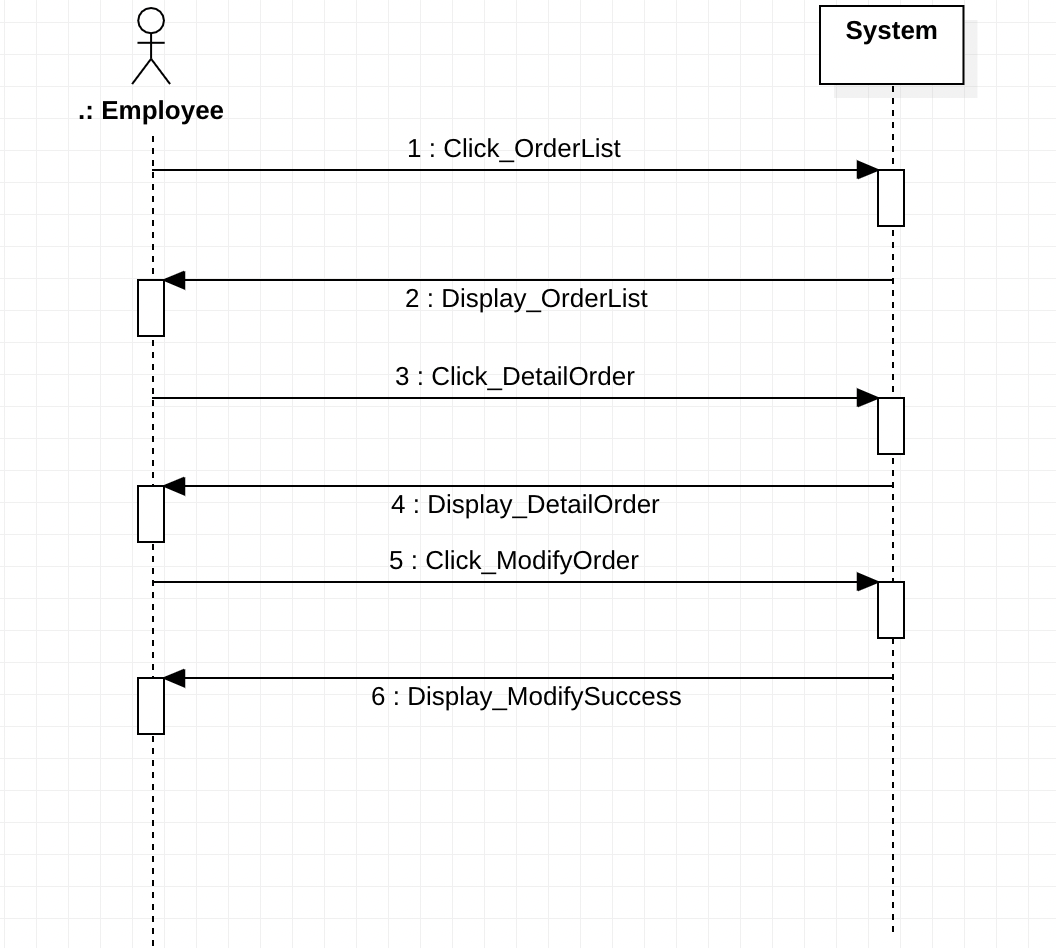 System
.: Employee
1 : Click_OrderList
2 : Display_OrderList
3 : Click_DetailOrder
4 : Display_DetailOrder
5 : Click_ModifyOrder
6 : Display_ModifySuccess